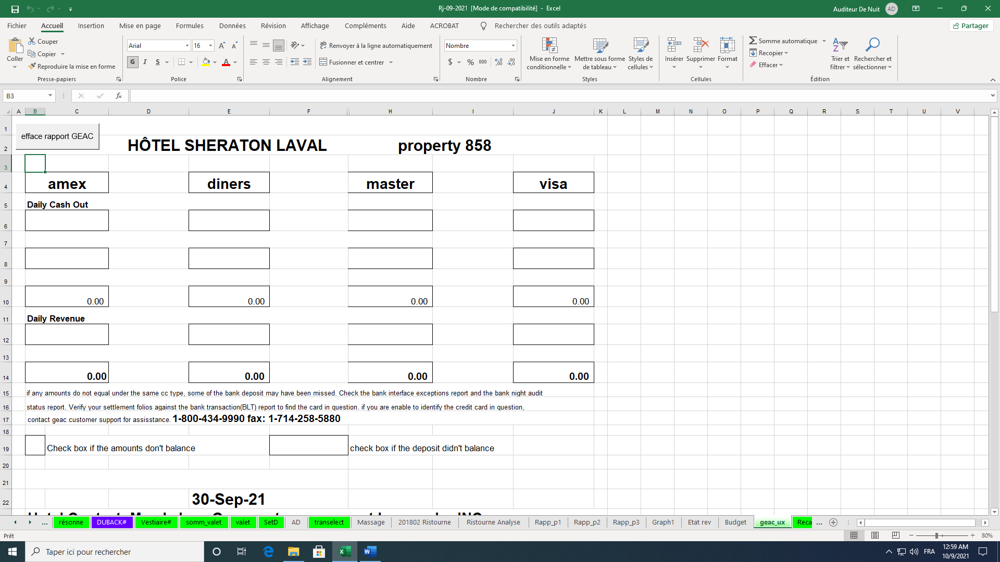 Rj-09-2021 [Mode de compatibilité] - Excel
Auditeur De Nuit AD
Fichier Accueil Insertion Mise en page Formules Données Révision Affichage Compléments Aide ACROBAT Rechercher des outils adaptés Partager
Coller
Couper
Copier
Reproduire la mise en forme
Presse-papiers
Arial 16
G I S
Police
Renvoyer à la ligne automatiquement
Fusionner et centrer
Alignement
Nombre
$ % 000
Nombre
Mise en forme conditionnelle
Mettre sous forme de tableau
Styles de cellules
Styles
Insérer Supprimer Format
Cellules
Somme automatique
Recopier
Effacer
Trier et filtrer
Rechercher et sélectionner
Édition
B3 fx
A B C D E F H I J K L M N O P Q R S T U V
1
efface rapport GEAC
2 HÔTEL SHERATON LAVAL property 858
3
4 amex diners master visa
5 Daily Cash Out
6
7
8
9
10 0.00 0.00 0.00 0.00
11 Daily Revenue
12
13
14 0.00 0.00 0.00 0.00
15 if any amounts do not equal under the same cc type, some of the bank deposit may have been missed. Check the bank interface exceptions report and the bank night audit
16 status report. Verify your settlement folios against the bank transaction(BLT) report to find the card in question. if you are enable to identify the credit card in question,
17 contact geac customer support for assisstance. 1-800-434-9990 fax: 1-714-258-5880
18
19 Check box if the amounts don't balance check box if the deposit didn't balance
20
21
22 30-Sep-21
... résonne DUBACK# Vestiaire# somm_valet valet SetD AD transelect Massage 201802 Ristourne Ristourne Analyse Rapp_p1 Rapp_p2 Rapp_p3 Graph1 Etat rev Budget geac_ux Reca ...
Prêt
80%
Taper ici pour rechercher
FRA
12:59 AM
10/9/2021